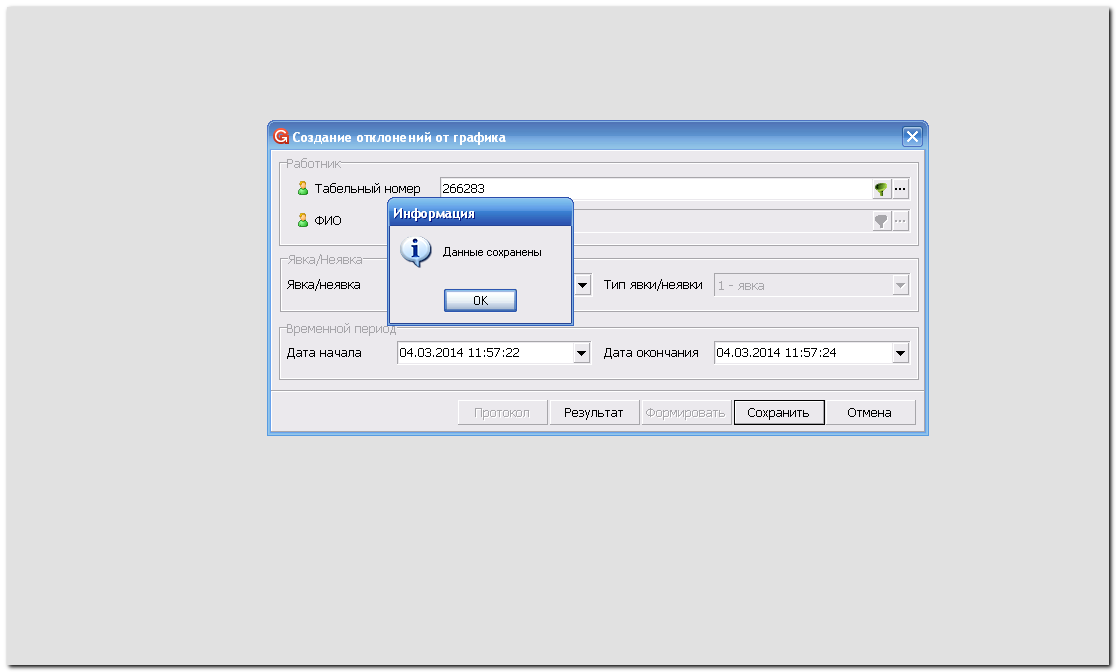 Создание отклонений от графика
Работник
Табельный номер 266283
ФИО
Информация
Данные сохранены
OK
Явка/Неявка
Явка/неявка Тип явки/неявки 1 - явка
Временной период
Дата начала 04.03.2014 11:57:22 Дата окончания 04.03.2014 11:57:24
Протокол Результат Формировать Сохранить Отмена